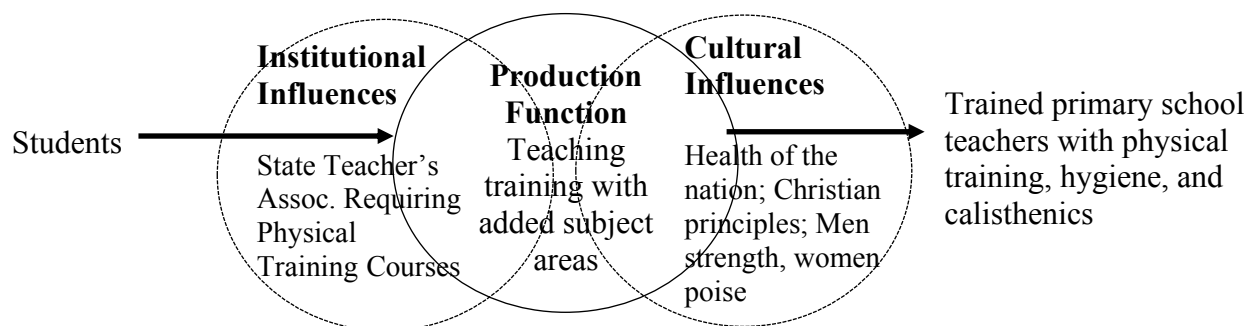 Students
Institutional
Influences
State Teacher's
Assoc. Requiring
Physical
Training Courses
Production
Function
Teaching
training with
added subject
areas
Cultural
Influences
Health of the
nation; Christian
principles; Men
strength, women
poise
Trained primary school
teachers with physical
training, hygiene, and
calisthenics